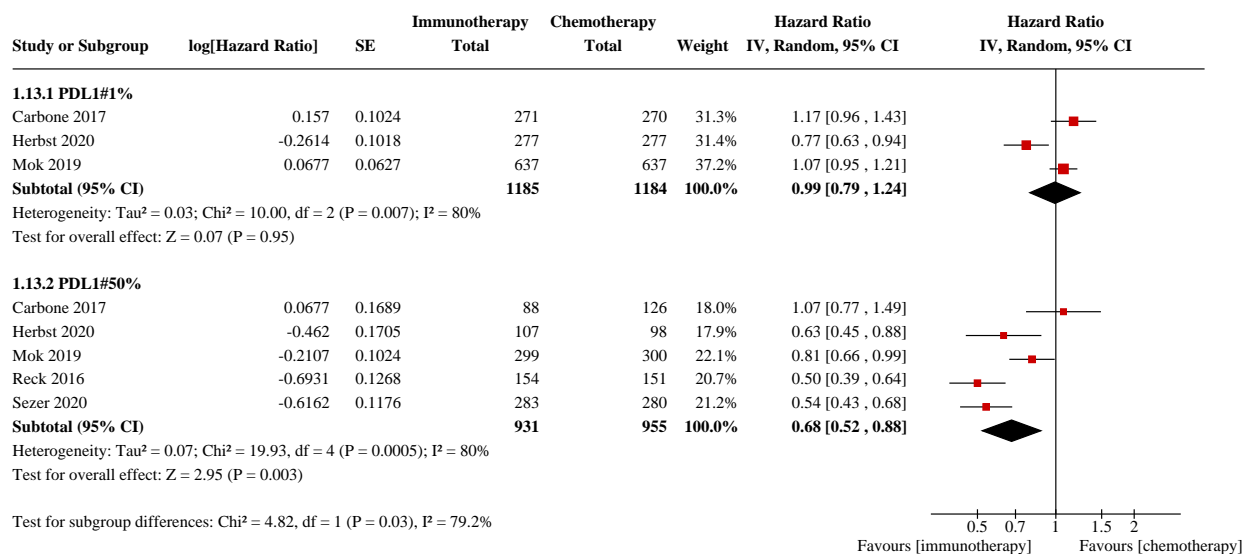 Immunotherapy Chemotherapy Hazard Ratio Hazard Ratio
Study or Subgroup log[Hazard Ratio] SE Total Total Weight IV, Random, 95% CI IV, Random, 95% CI
1.13.1 PDL1#1%
Carbone 2017 0.157 0.1024 271 270 31.3% 1.17 [0.96 , 1.43]
Herbst 2020 -0.2614 0.1018 277 277 31.4% 0.77 [0.63 , 0.94]
Mok 2019 0.0677 0.0627 637 637 37.2% 1.07 [0.95 , 1.21]
Subtotal (95% CI) 1185 1184 100.0% 0.99 [0.79 , 1.24]
Heterogeneity: Tau² = 0.03; Chi² = 10.00, df = 2 (P = 0.007); I² = 80%
Test for overall effect: Z = 0.07 (P = 0.95)
1.13.2 PDL1#50%
Carbone 2017 0.0677 0.1689 88 126 18.0% 1.07 [0.77 , 1.49]
Herbst 2020 -0.462 0.1705 107 98 17.9% 0.63 [0.45 , 0.88]
Mok 2019 -0.2107 0.1024 299 300 22.1% 0.81 [0.66 , 0.99]
Reck 2016 -0.6931 0.1268 154 151 20.7% 0.50 [0.39 , 0.64]
Sezer 2020 -0.6162 0.1176 283 280 21.2% 0.54 [0.43 , 0.68]
Subtotal (95% CI) 931 955 100.0% 0.68 [0.52 , 0.88]
Heterogeneity: Tau² = 0.07; Chi² = 19.93, df = 4 (P = 0.0005); I² = 80%
Test for overall effect: Z = 2.95 (P = 0.003)
Test for subgroup differences: Chi² = 4.82, df = 1 (P = 0.03), I² = 79.2%
0.5 0.7 1 1.5 2
Favours [immunotherapy] Favours [chemotherapy]